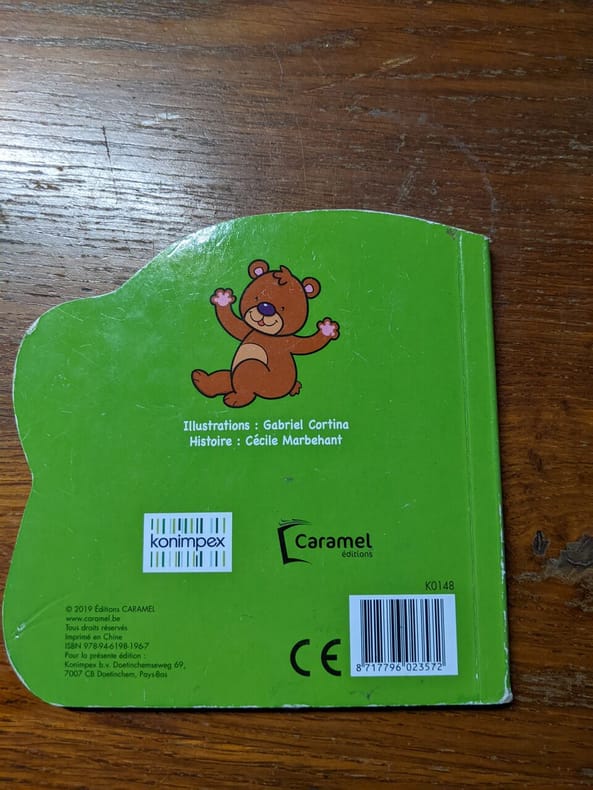 Illustrations : Gabriel Cortina
Histoire : Cécile Marbehant
konimpex
Caramel
éditions
K0148
© 2019 Éditions CARAMEL
www.caramel.be
Tous droits réservés
Imprimé en Chine
ISBN 978-94-6198-196-7
Pour la présente édition :
Konimpex b.v. Doetinchemseweg 69,
7007 CB Doetinchem, Pays-Bas
CE
8 717796 023572